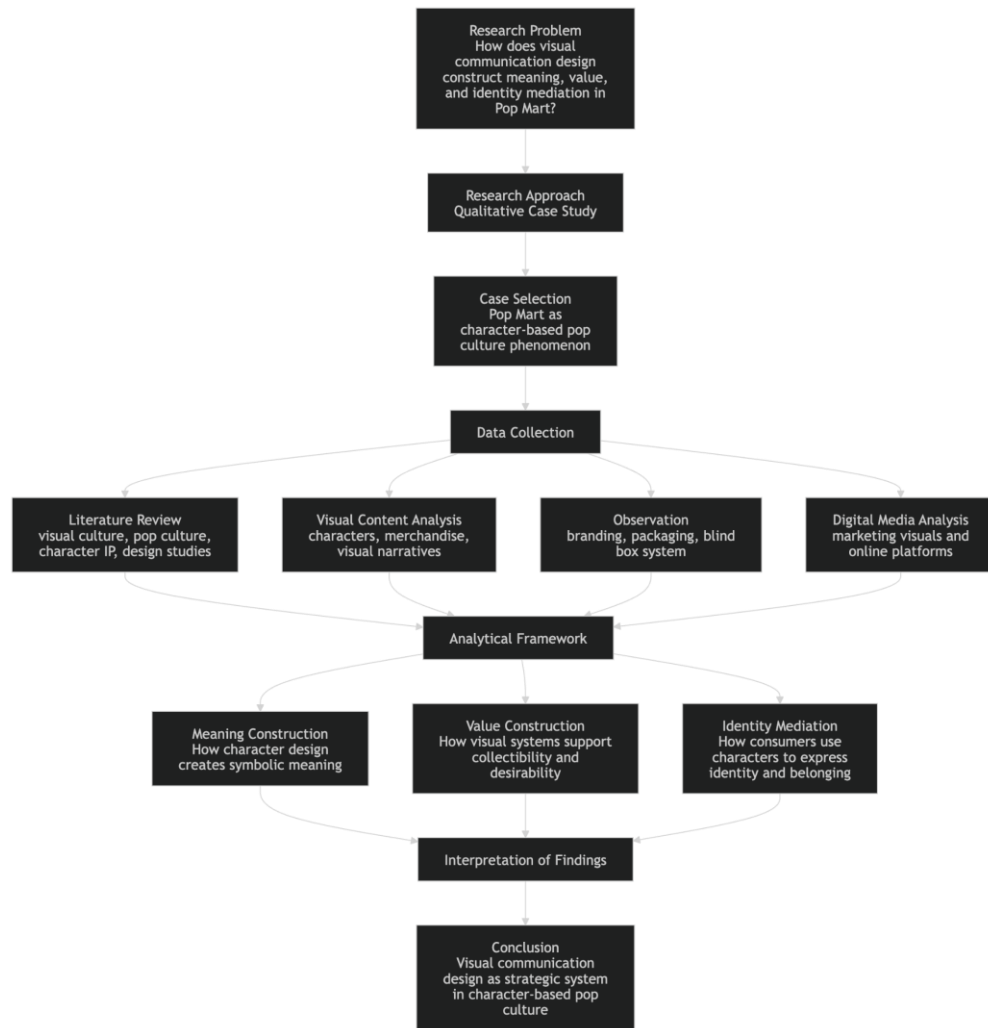 Research Problem
How does visual
communication design
construct meaning, value,
and identity mediation in
Pop Mart?
Research Approach
Qualitative Case Study
Case Selection
Pop Mart as
character-based pop
culture phenomenon
Data Collection
Literature Review
visual culture, pop culture,
character IP, design studies
Visual Content Analysis
characters, merchandise,
visual narratives
Observation
branding, packaging, blind
box system
Digital Media Analysis
marketing visuals and
online platforms
Analytical Framework
Meaning Construction
How character design
creates symbolic meaning
Value Construction
How visual systems support
collectibility and
desirability
Identity Mediation
How consumers use
characters to express
identity and belonging
Interpretation of Findings
Conclusion
Visual communication
design as strategic system
in character-based pop
culture